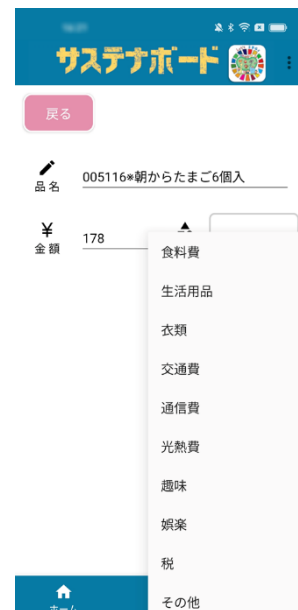 サステナボード
戻る
品名
005116※朝からたまご6個入
¥
金額
178
食料費
生活用品
衣類
交通費
通信費
光熱費
趣味
娯楽
税
その他
ホーム